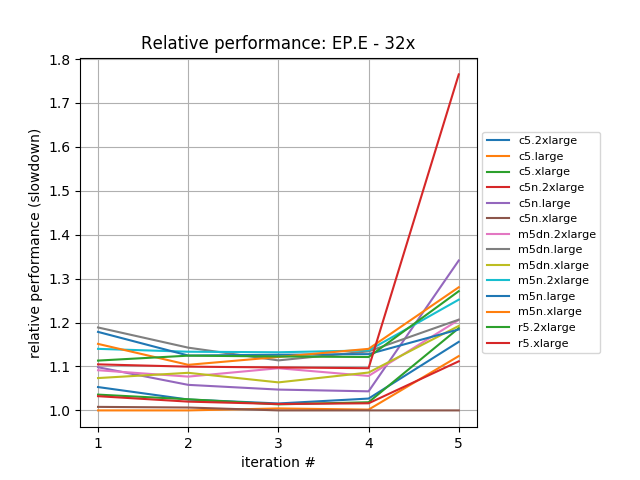 Relative performance: EP.E - 32x
relative performance (slowdown)
1.8
1.7
1.6
1.5
1.4
1.3
1.2
1.1
1.0
1 2 3 4 5
iteration #
c5.2xlarge
c5.large
c5.xlarge
c5n.2xlarge
c5n.large
c5n.xlarge
m5dn.2xlarge
m5dn.large
m5dn.xlarge
m5n.2xlarge
m5n.large
m5n.xlarge
r5.2xlarge
r5.xlarge